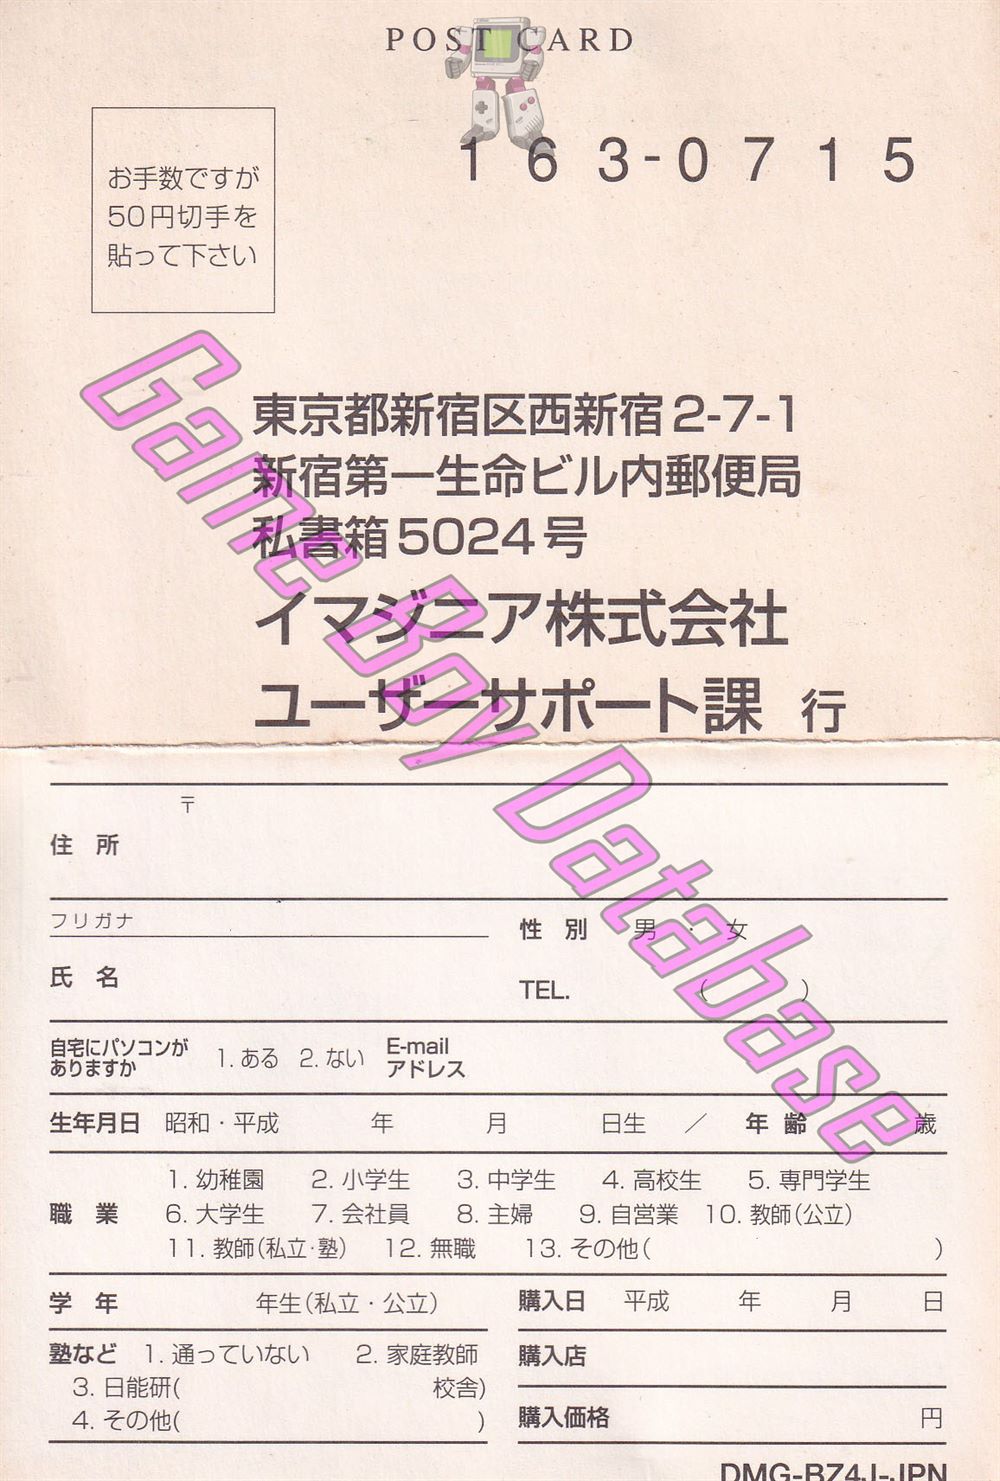 POST CARD
163-0715
お手数ですが
50円切手を
貼って下さい
東京都新宿区西新宿2-7-1
新宿第一生命ビル内郵便局
私書箱5024号
イマジニア株式会社
ユーザーサポート課 行
Game Boy Database
〒
住 所
フリガナ
氏 名
性 別 男 ・ 女
TEL. ( )
自宅にパソコンが
ありますか
1. ある 2. ない
E-mail
アドレス
生年月日 昭和・平成 年 月 日生 / 年 齢 歳
職 業
1. 幼稚園 2. 小学生 3. 中学生 4. 高校生 5. 専門学生
6. 大学生 7. 会社員 8. 主婦 9. 自営業 10. 教師(公立)
11. 教師(私立・塾) 12. 無職 13. その他( )
学 年 年生(私立・公立)
塾など 1. 通っていない 2. 家庭教師
3. 日能研( 校舎)
4. その他( )
購入日 平成 年 月 日
購入店
購入価格 円
DMG-BZ4J-JPN